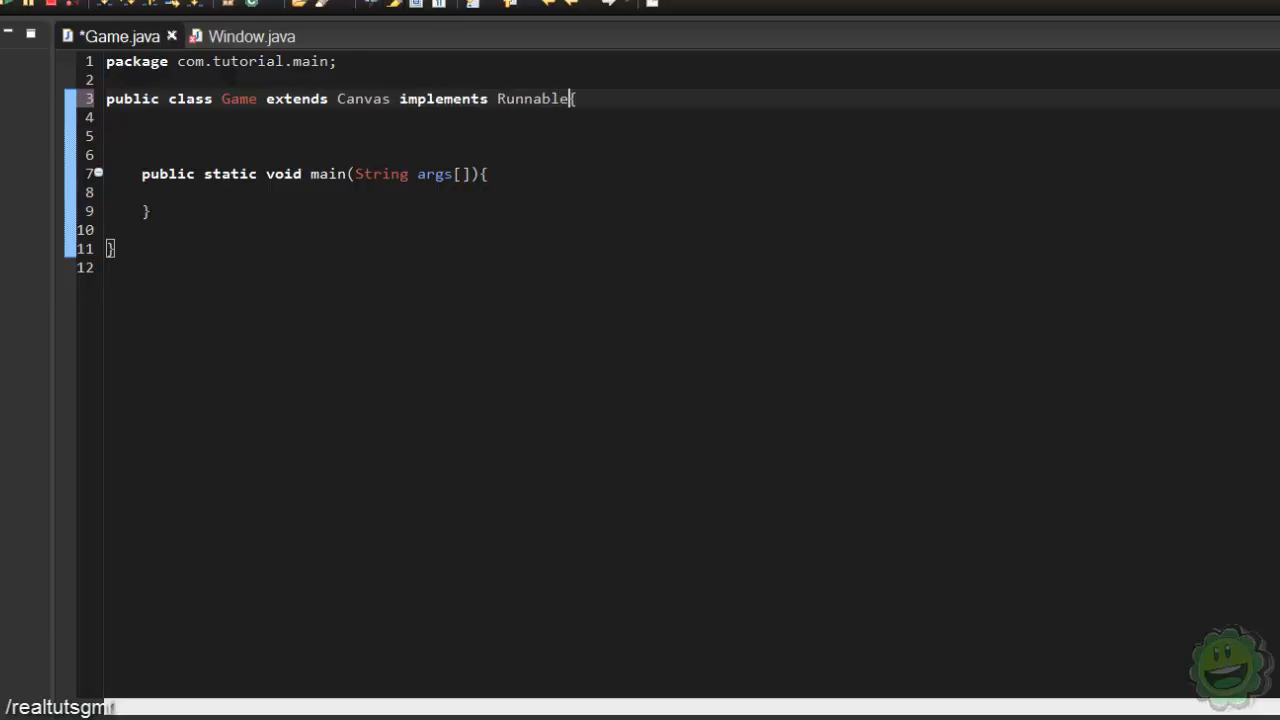 *Game.java Window.java
1 package com.tutorial.main;
2
3 public class Game extends Canvas implements Runnable{
4
5
6
7 public static void main(String args[]){
8
9 }
10
11 }
12
/realtutsgmr